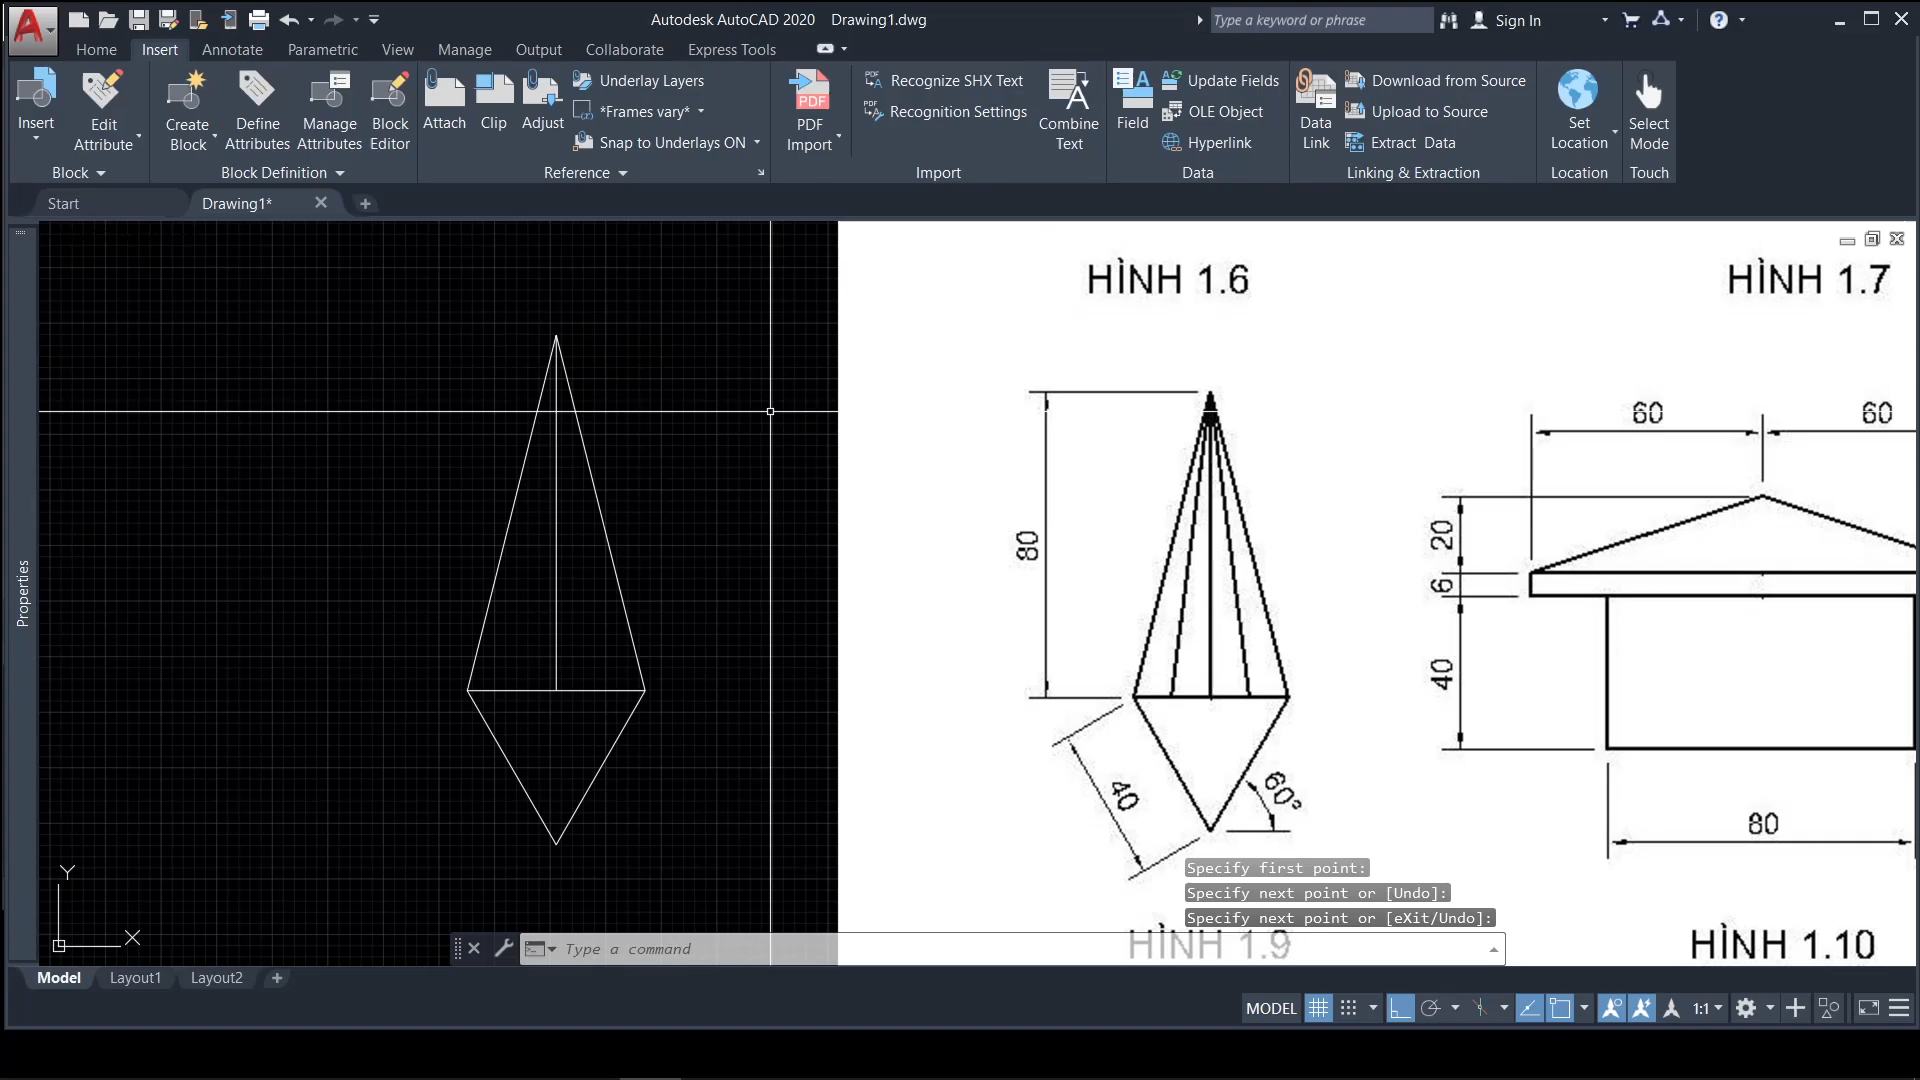 Autodesk AutoCAD 2020 Drawing1.dwg
Type a keyword or phrase
Sign In
Home Insert Annotate Parametric View Manage Output Collaborate Express Tools
Insert
Edit Attribute
Block
Create Block
Define Attributes
Manage Attributes
Block Editor
Block Definition
Attach
Clip
Adjust
Underlay Layers
*Frames vary*
Snap to Underlays ON
Reference
PDF
PDF Import
PDF Recognize SHX Text
PDF Recognition Settings
Combine Text
Import
Field
Update Fields
OLE Object
Hyperlink
Data
Data Link
Download from Source
Upload to Source
Extract Data
Linking & Extraction
Set Location
Location
Select Mode
Touch
Start Drawing1*
Properties
HÌNH 1.6
HÌNH 1.7
60
60
80
20
6
40
40
60°
80
Y
X
Specify first point:
Specify next point or [Undo]:
Specify next point or [eXit/Undo]:
Type a command
HÌNH 1.9
HÌNH 1.10
Model Layout1 Layout2
MODEL
1:1